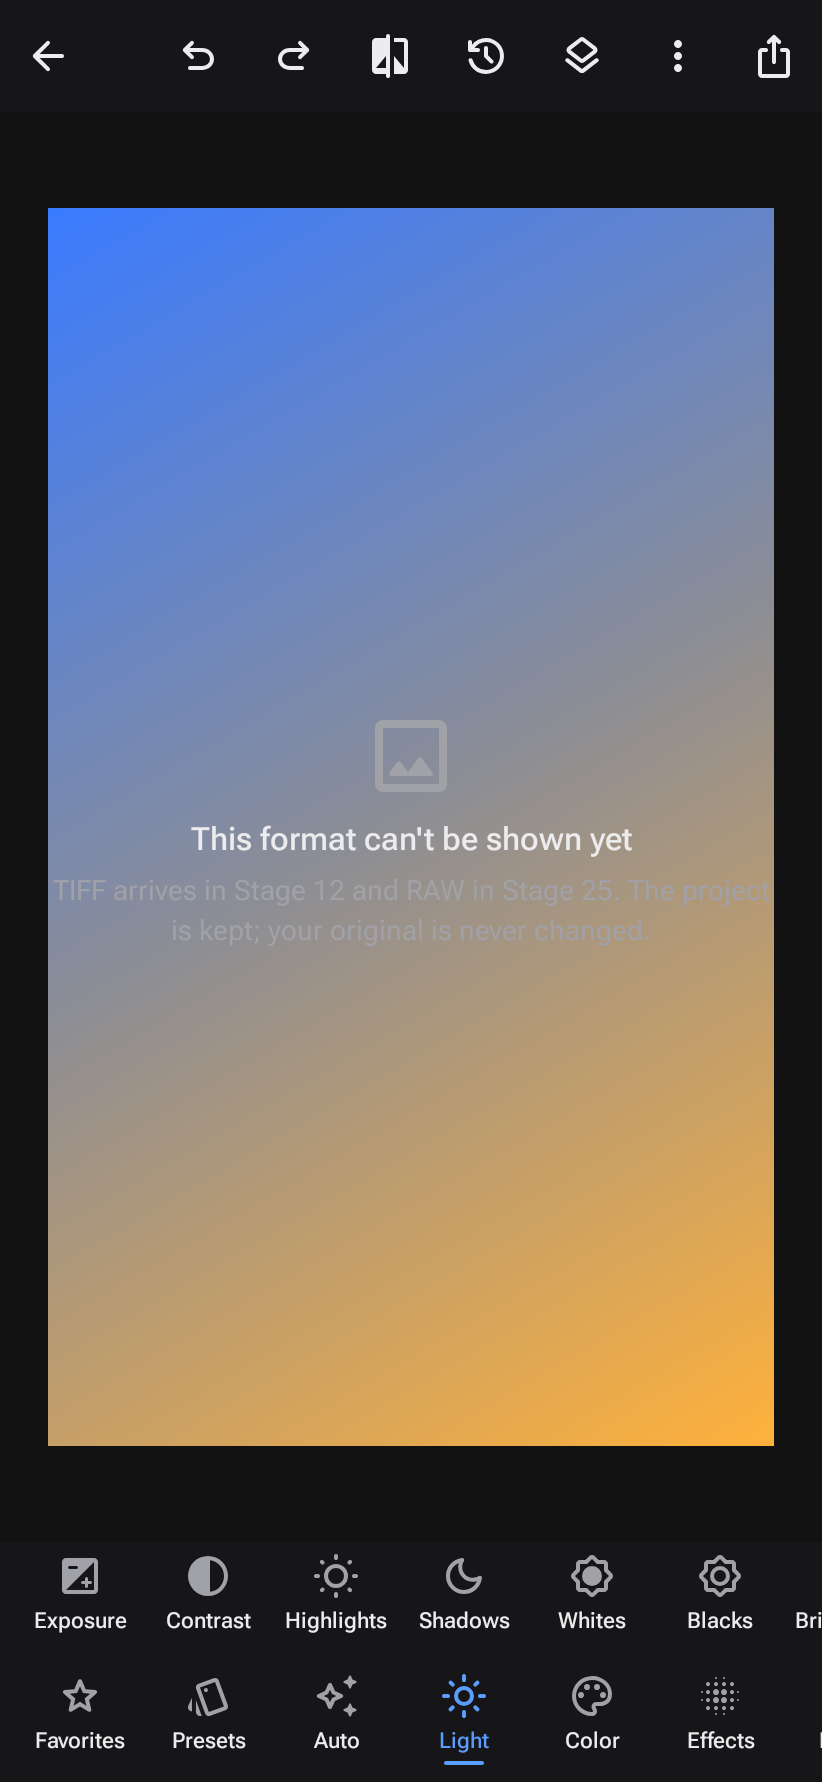 This format can't be shown yet
TIFF arrives in Stage 12 and RAW in Stage 25. The project
is kept; your original is never changed.
Exposure Contrast Highlights Shadows Whites Blacks Bri
Favorites Presets Auto Light Color Effects